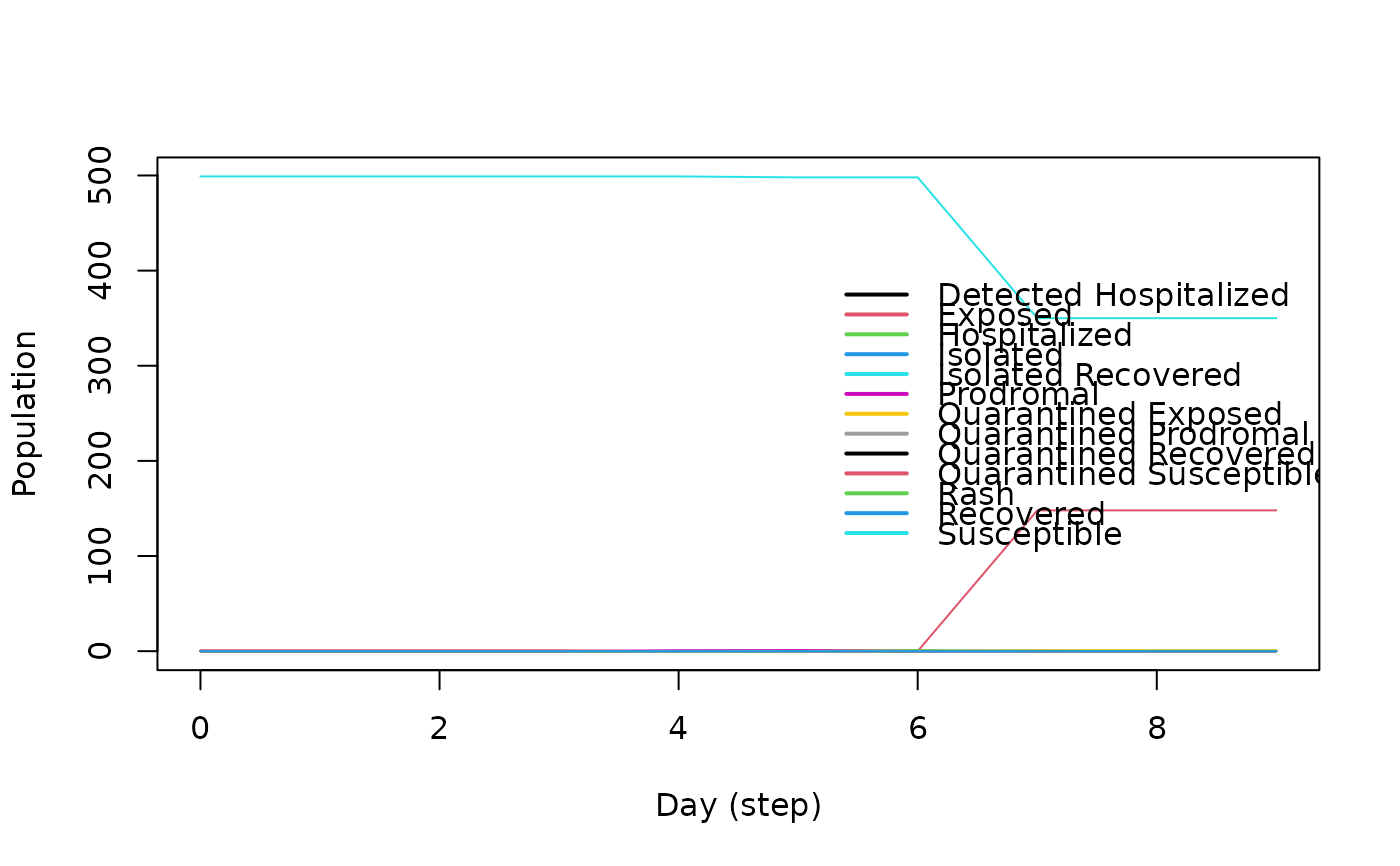 500
400
300
200
100
0
Population
Detected Hospitalized
Exposed
Hospitalized
Isolated
Isolated Recovered
Prodromal
Quarantined Exposed
Quarantined Prodromal
Quarantined Recovered
Quarantined Susceptible
Rash
Recovered
Susceptible
0 2 4 6 8
Day (step)